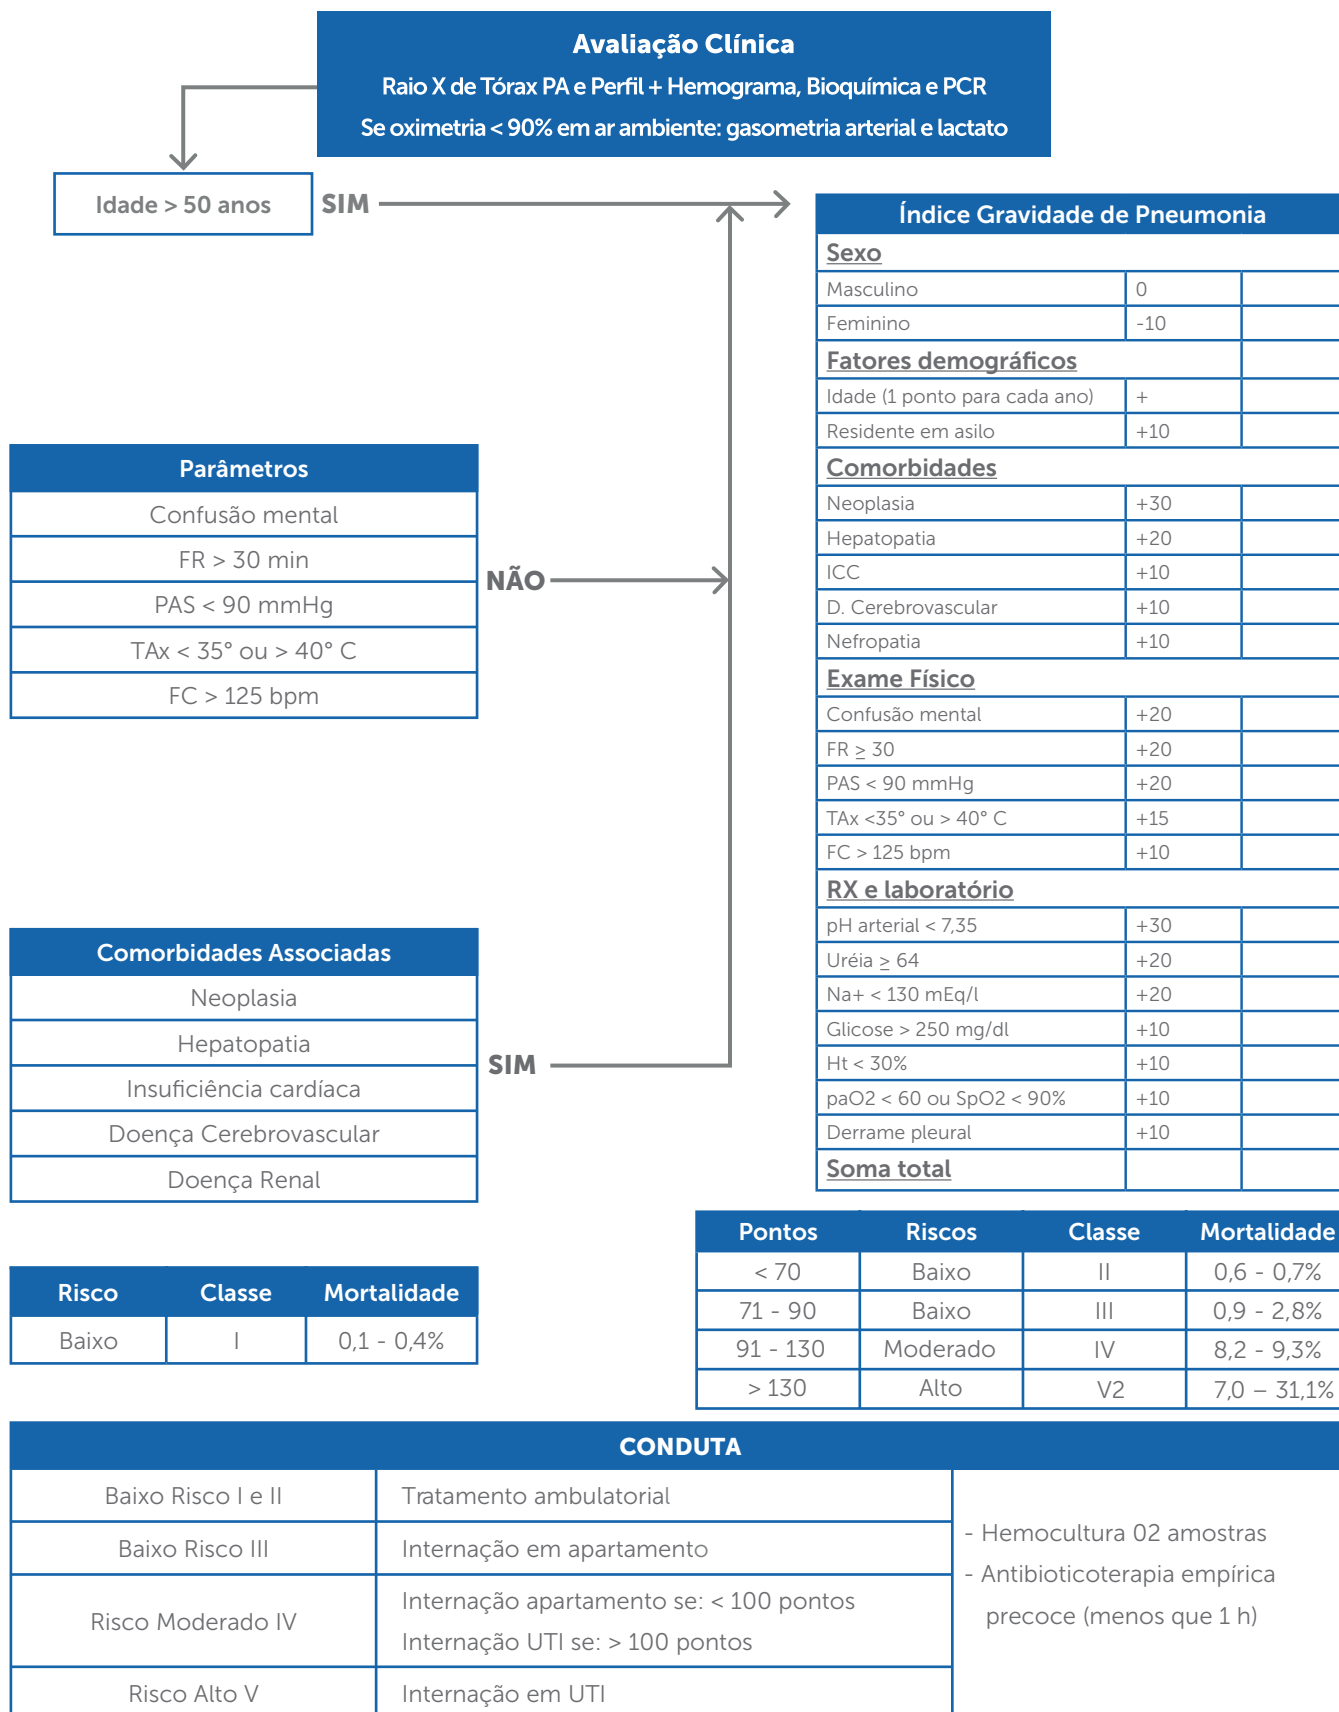 Avaliação Clínica
Raio X de Tórax PA e Perfil + Hemograma, Bioquímica e PCR
Se oximetria < 90% em ar ambiente: gasometria arterial e lactato
Idade > 50 anos
SIM
Parâmetros
Confusão mental
FR > 30 min
PAS < 90 mmHg
TAx < 35° ou > 40° C
FC > 125 bpm
NÃO
Comorbidades Associadas
Neoplasia
Hepatopatia
Insuficiência cardíaca
Doença Cerebrovascular
Doença Renal
SIM
Risco Classe Mortalidade
Baixo I 0,1 - 0,4%
Índice Gravidade de Pneumonia
Sexo
Masculino 0
Feminino -10
Fatores demográficos
Idade (1 ponto para cada ano) +
Residente em asilo +10
Comorbidades
Neoplasia +30
Hepatopatia +20
ICC +10
D. Cerebrovascular +10
Nefropatia +10
Exame Físico
Confusão mental +20
FR ≥ 30 +20
PAS < 90 mmHg +20
TAx <35° ou > 40° C +15
FC > 125 bpm +10
RX e laboratório
pH arterial < 7,35 +30
Uréia ≥ 64 +20
Na+ < 130 mEq/l +20
Glicose > 250 mg/dl +10
Ht < 30% +10
paO2 < 60 ou SpO2 < 90% +10
Derrame pleural +10
Soma total
Pontos Riscos Classe Mortalidade
< 70 Baixo II 0,6 - 0,7%
71 - 90 Baixo III 0,9 - 2,8%
91 - 130 Moderado IV 8,2 - 9,3%
> 130 Alto V2 7,0 – 31,1%
CONDUTA
Baixo Risco I e II Tratamento ambulatorial
Baixo Risco III Internação em apartamento
Risco Moderado IV
Internação apartamento se: < 100 pontos
Internação UTI se: > 100 pontos
Risco Alto V Internação em UTI
- Hemocultura 02 amostras
- Antibioticoterapia empírica
precoce (menos que 1 h)